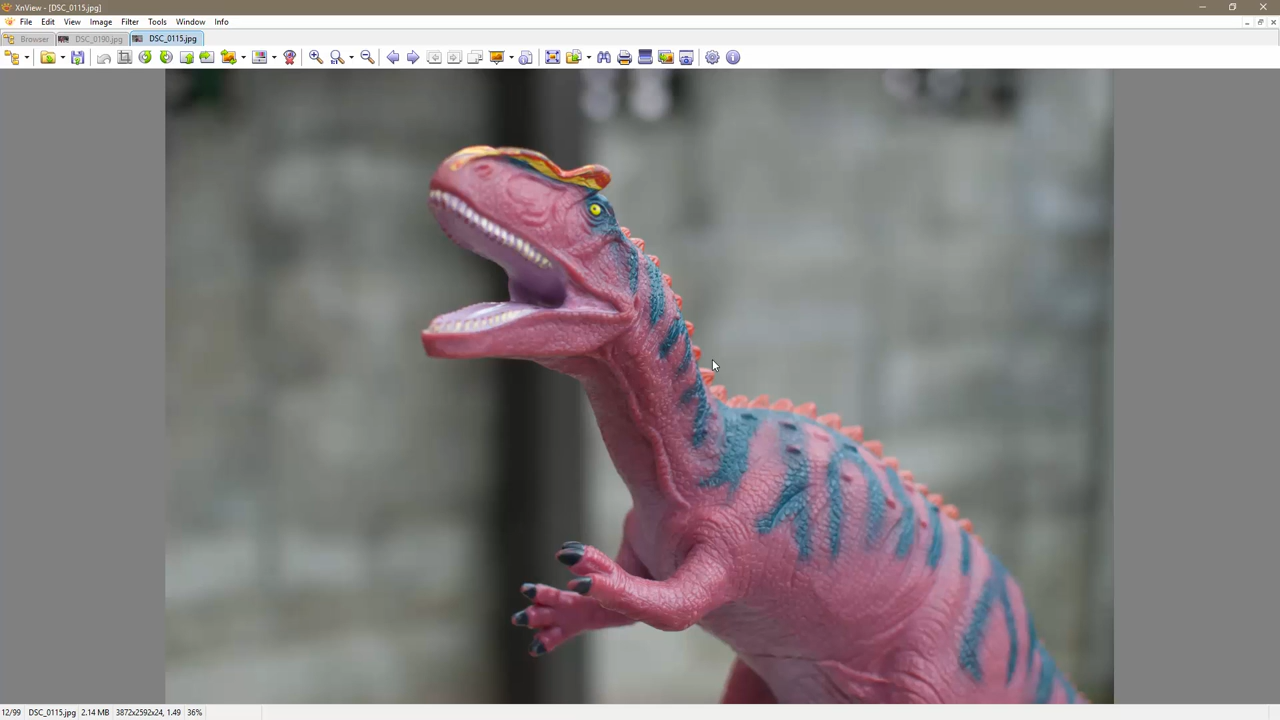 XnView - [DSC_0115.jpg]
File Edit View Image Filter Tools Window Info
Browser DSC_0190.jpg DSC_0115.jpg
12/99 DSC_0115.jpg 2.14 MB 3872x2592x24, 1.49 36%